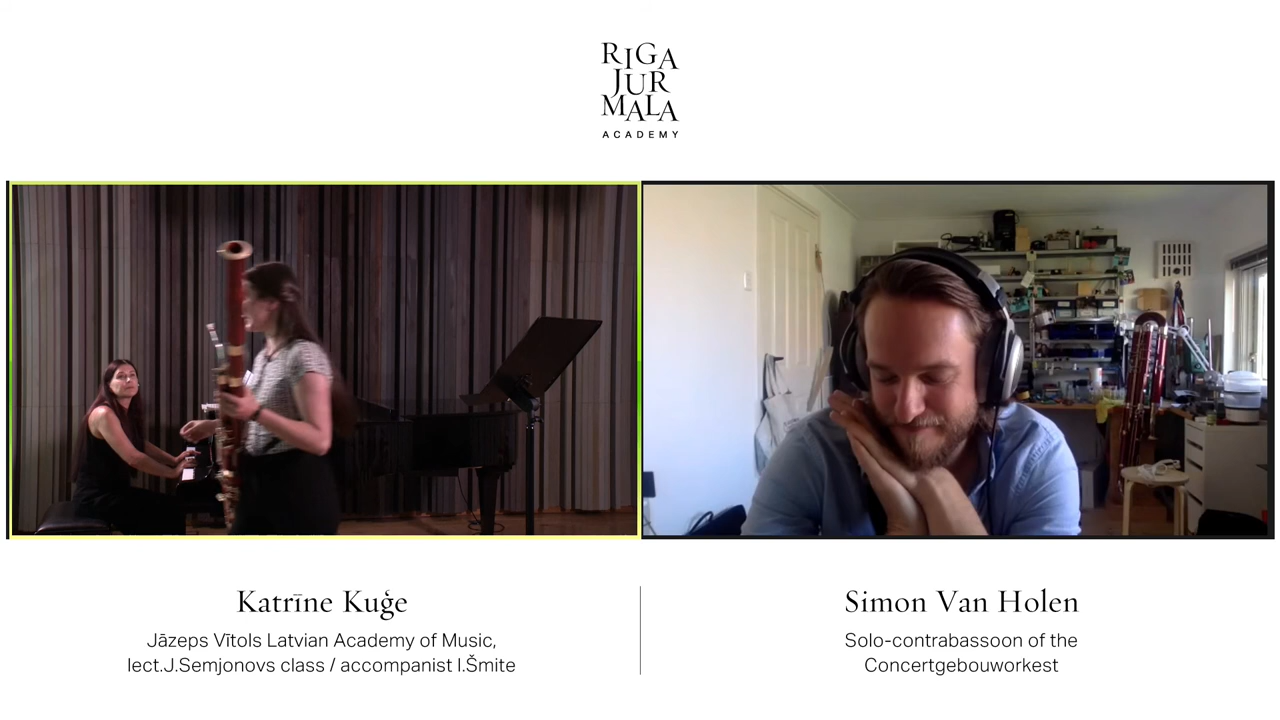 RIGA
JUR
MALA
ACADEMY
Katrīne Kuģe
Jāzeps Vītols Latvian Academy of Music,
lect.J.Semjonovs class / accompanist I.Šmite
Simon Van Holen
Solo-contrabassoon of the
Concertgebouworkest